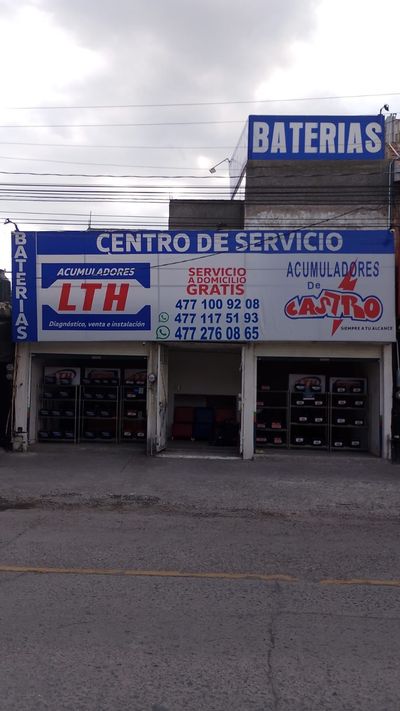 BATERIAS
CENTRO DE SERVICIO
BATERIAS
ACUMULADORES
LTH
Diagnóstico, venta e instalación
SERVICIO
A DOMICILIO
GRATIS
477 100 92 08
477 117 51 93
477 276 08 65
ACUMULADORES
De
CASTRO
SIEMPRE A TU ALCANCE